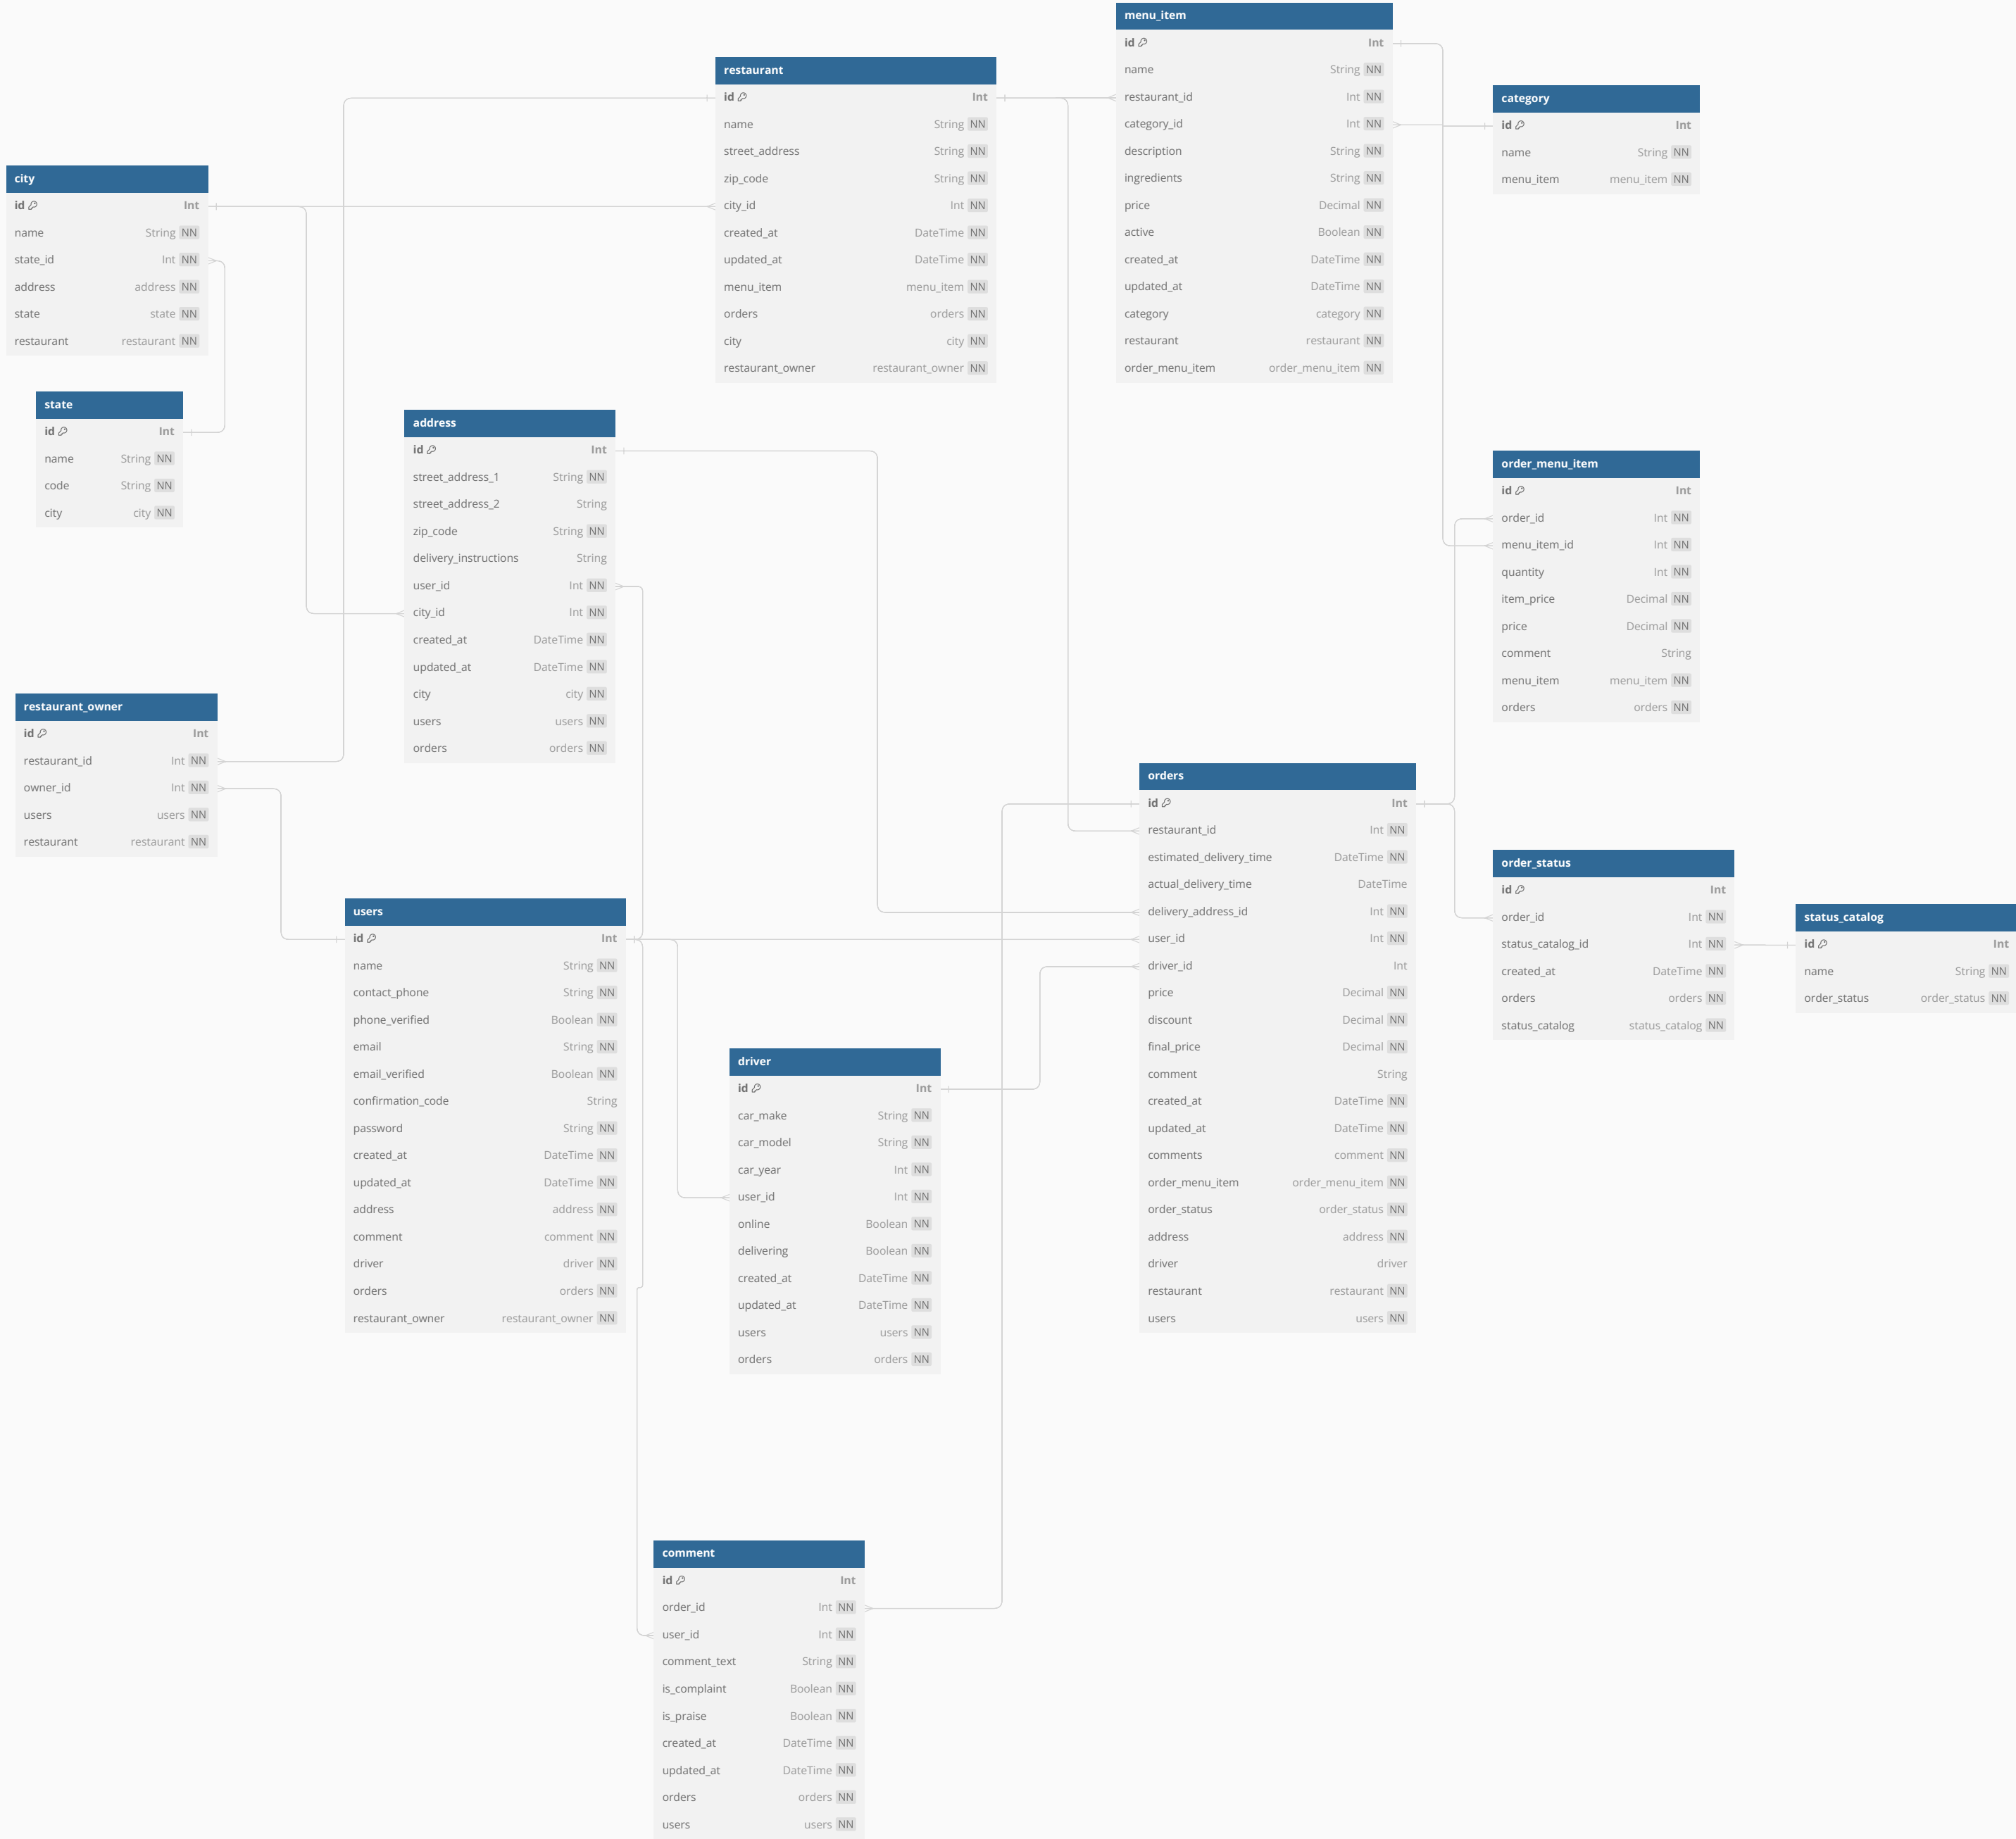 menu_item
id Int
name String NN
restaurant_id Int NN
category_id Int NN
description String NN
ingredients String NN
price Decimal NN
active Boolean NN
created_at DateTime NN
updated_at DateTime NN
category category NN
restaurant restaurant NN
order_menu_item order_menu_item NN
restaurant
id Int
name String NN
street_address String NN
zip_code String NN
city_id Int NN
created_at DateTime NN
updated_at DateTime NN
menu_item menu_item NN
orders orders NN
city city NN
restaurant_owner restaurant_owner NN
category
id Int
name String NN
menu_item menu_item NN
city
id Int
name String NN
state_id Int NN
address address NN
state state NN
restaurant restaurant NN
state
id Int
name String NN
code String NN
city city NN
address
id Int
street_address_1 String NN
street_address_2 String
zip_code String NN
delivery_instructions String
user_id Int NN
city_id Int NN
created_at DateTime NN
updated_at DateTime NN
city city NN
users users NN
orders orders NN
order_menu_item
id Int
order_id Int NN
menu_item_id Int NN
quantity Int NN
item_price Decimal NN
price Decimal NN
comment String
menu_item menu_item NN
orders orders NN
restaurant_owner
id Int
restaurant_id Int NN
owner_id Int NN
users users NN
restaurant restaurant NN
orders
id Int
restaurant_id Int NN
estimated_delivery_time DateTime NN
actual_delivery_time DateTime
delivery_address_id Int NN
user_id Int NN
driver_id Int
price Decimal NN
discount Decimal NN
final_price Decimal NN
comment String
created_at DateTime NN
updated_at DateTime NN
comments comment NN
order_menu_item order_menu_item NN
order_status order_status NN
address address NN
driver driver
restaurant restaurant NN
users users NN
order_status
id Int
order_id Int NN
status_catalog_id Int NN
created_at DateTime NN
orders orders NN
status_catalog status_catalog NN
status_catalog
id Int
name String NN
order_status order_status NN
users
id Int
name String NN
contact_phone String NN
phone_verified Boolean NN
email String NN
email_verified Boolean NN
confirmation_code String
password String NN
created_at DateTime NN
updated_at DateTime NN
address address NN
comment comment NN
driver driver NN
orders orders NN
restaurant_owner restaurant_owner NN
driver
id Int
car_make String NN
car_model String NN
car_year Int NN
user_id Int NN
online Boolean NN
delivering Boolean NN
created_at DateTime NN
updated_at DateTime NN
users users NN
orders orders NN
comment
id Int
order_id Int NN
user_id Int NN
comment_text String NN
is_complaint Boolean NN
is_praise Boolean NN
created_at DateTime NN
updated_at DateTime NN
orders orders NN
users users NN